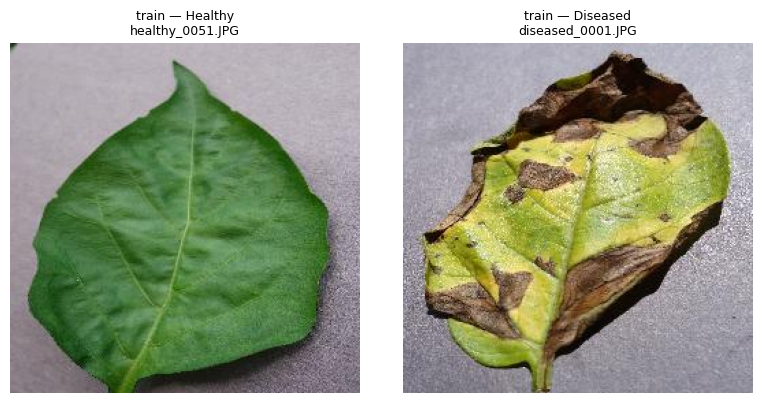 train — Healthy
healthy_0051.JPG
train — Diseased
diseased_0001.JPG